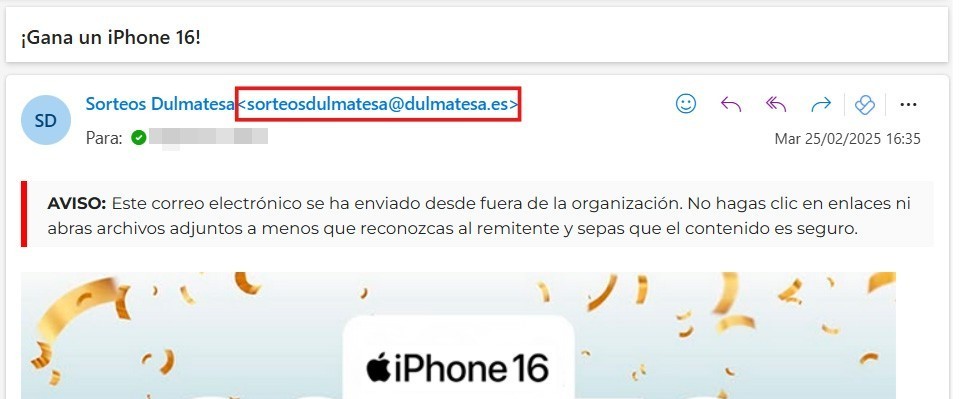 ¡Gana un iPhone 16!
SD
Sorteos Dulmatesa <sorteosdulmatesa@dulmatesa.es>
Para:
Mar 25/02/2025 16:35
AVISO: Este correo electrónico se ha enviado desde fuera de la organización. No hagas clic en enlaces ni
abras archivos adjuntos a menos que reconozcas al remitente y sepas que el contenido es seguro.
iPhone 16